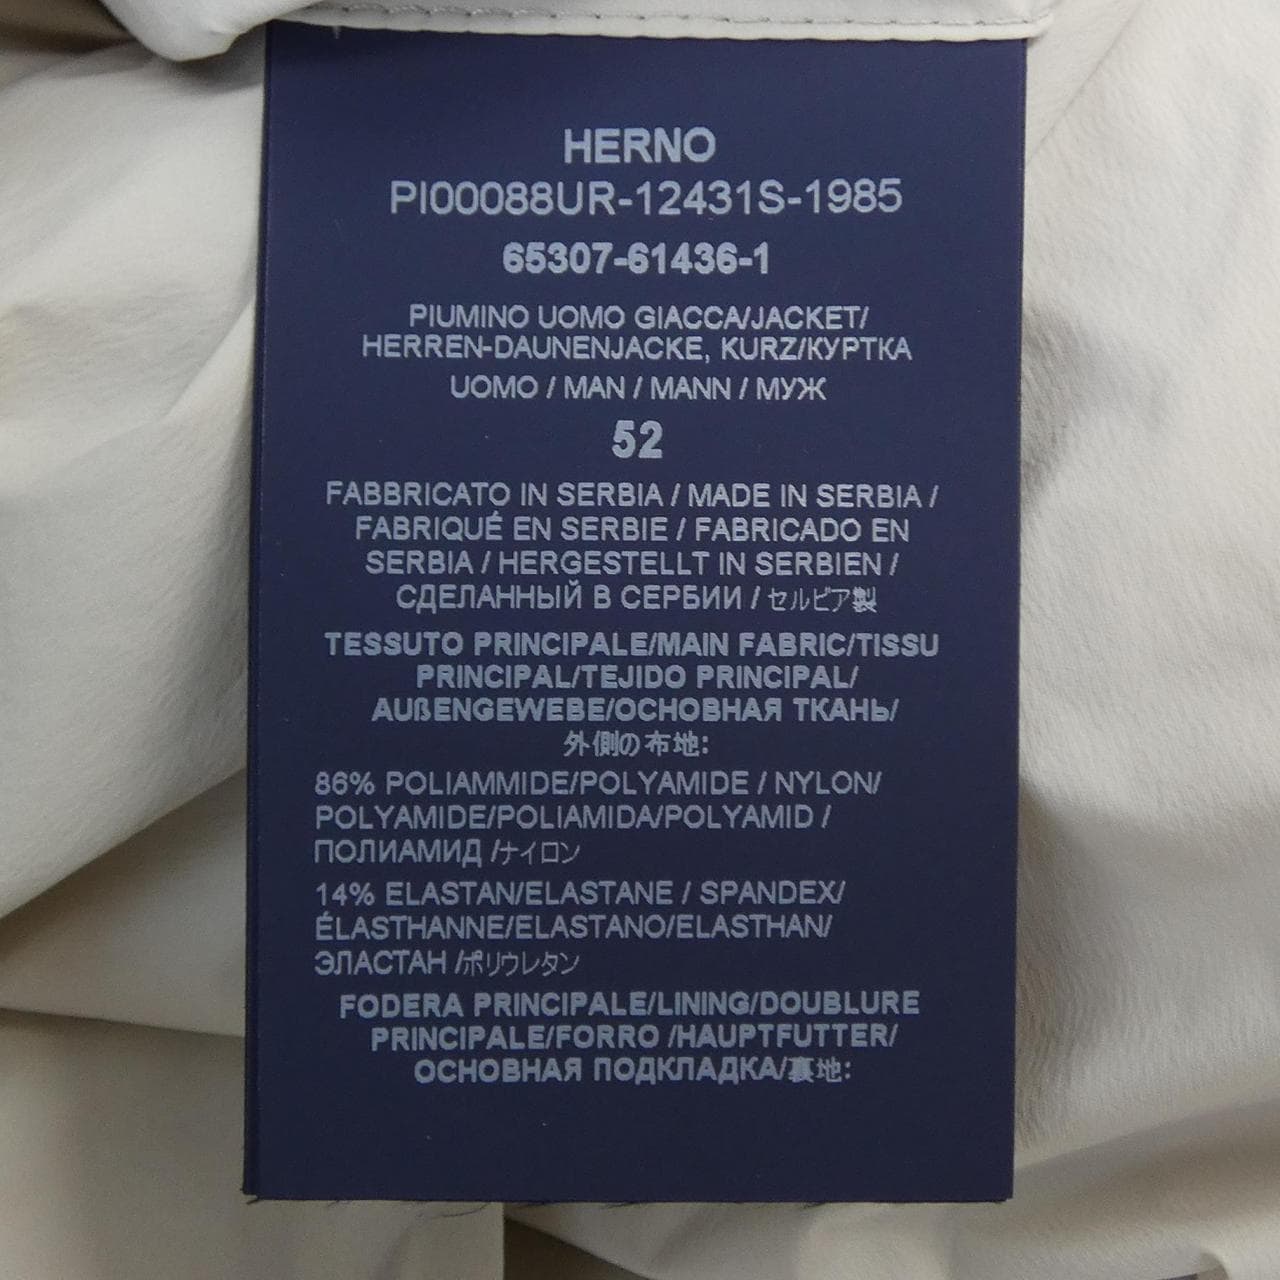 HERNO
PI00088UR-12431S-1985
65307-61436-1
PIUMINO UOMO GIACCA/JACKET/
HERREN-DAUNENJACKE, KURZ/КУРТКА
UOMO / MAN / MANN / МУЖ
52
FABBRICATO IN SERBIA / MADE IN SERBIA /
FABRIQUÉ EN SERBIE / FABRICADO EN
SERBIA / HERGESTELLT IN SERBIEN /
СДЕЛАННЫЙ В СЕРБИИ / セルビア製
TESSUTO PRINCIPALE/MAIN FABRIC/TISSU
PRINCIPAL/TEJIDO PRINCIPAL/
AUßENGEWEBE/ОСНОВНАЯ ТКАНЬ/
外側の布地:
86% POLIAMMIDE/POLYAMIDE / NYLON/
POLYAMIDE/POLIAMIDA/POLYAMID /
ПОЛИАМИД /ナイロン
14% ELASTAN/ELASTANE / SPANDEX/
ÉLASTHANNE/ELASTANO/ELASTHAN/
ЭЛАСТАН /ポリウレタン
FODERA PRINCIPALE/LINING/DOUBLURE
PRINCIPALE/FORRO /HAUPTFUTTER/
ОСНОВНАЯ ПОДКЛАДКА/裏地: